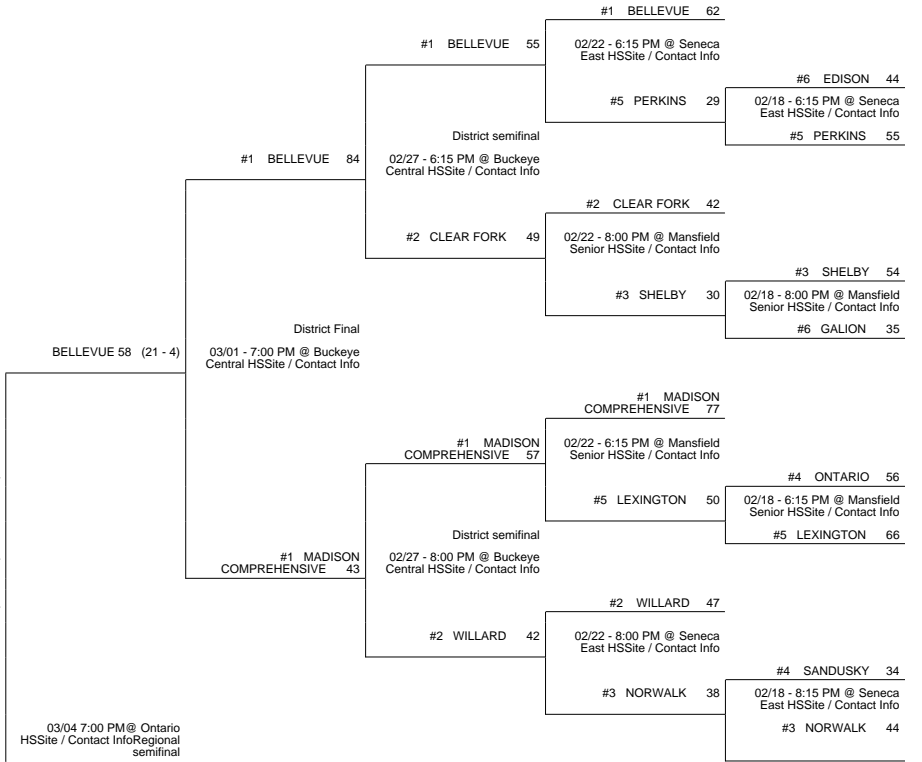 #1 BELLEVUE 62
#1 BELLEVUE 55
02/22 - 6:15 PM @ Seneca
East HSSite / Contact Info
#6 EDISON 44
#5 PERKINS 29
02/18 - 6:15 PM @ Seneca
East HSSite / Contact Info
District semifinal
#5 PERKINS 55
#1 BELLEVUE 84
02/27 - 6:15 PM @ Buckeye
Central HSSite / Contact Info
#2 CLEAR FORK 42
#2 CLEAR FORK 49
02/22 - 8:00 PM @ Mansfield
Senior HSSite / Contact Info
#3 SHELBY 54
#3 SHELBY 30
02/18 - 8:00 PM @ Mansfield
Senior HSSite / Contact Info
District Final
#6 GALION 35
BELLEVUE 58 (21 - 4)
03/01 - 7:00 PM @ Buckeye
Central HSSite / Contact Info
#1 MADISON
COMPREHENSIVE 77
#1 MADISON
COMPREHENSIVE 57
02/22 - 6:15 PM @ Mansfield
Senior HSSite / Contact Info
#4 ONTARIO 56
#5 LEXINGTON 50
02/18 - 6:15 PM @ Mansfield
Senior HSSite / Contact Info
District semifinal
#5 LEXINGTON 66
#1 MADISON
COMPREHENSIVE 43
02/27 - 8:00 PM @ Buckeye
Central HSSite / Contact Info
#2 WILLARD 47
#2 WILLARD 42
02/22 - 8:00 PM @ Seneca
East HSSite / Contact Info
#4 SANDUSKY 34
#3 NORWALK 38
02/18 - 8:15 PM @ Seneca
East HSSite / Contact Info
#3 NORWALK 44
03/04 7:00 PM@ Ontario
HSSite / Contact InfoRegional
semifinal